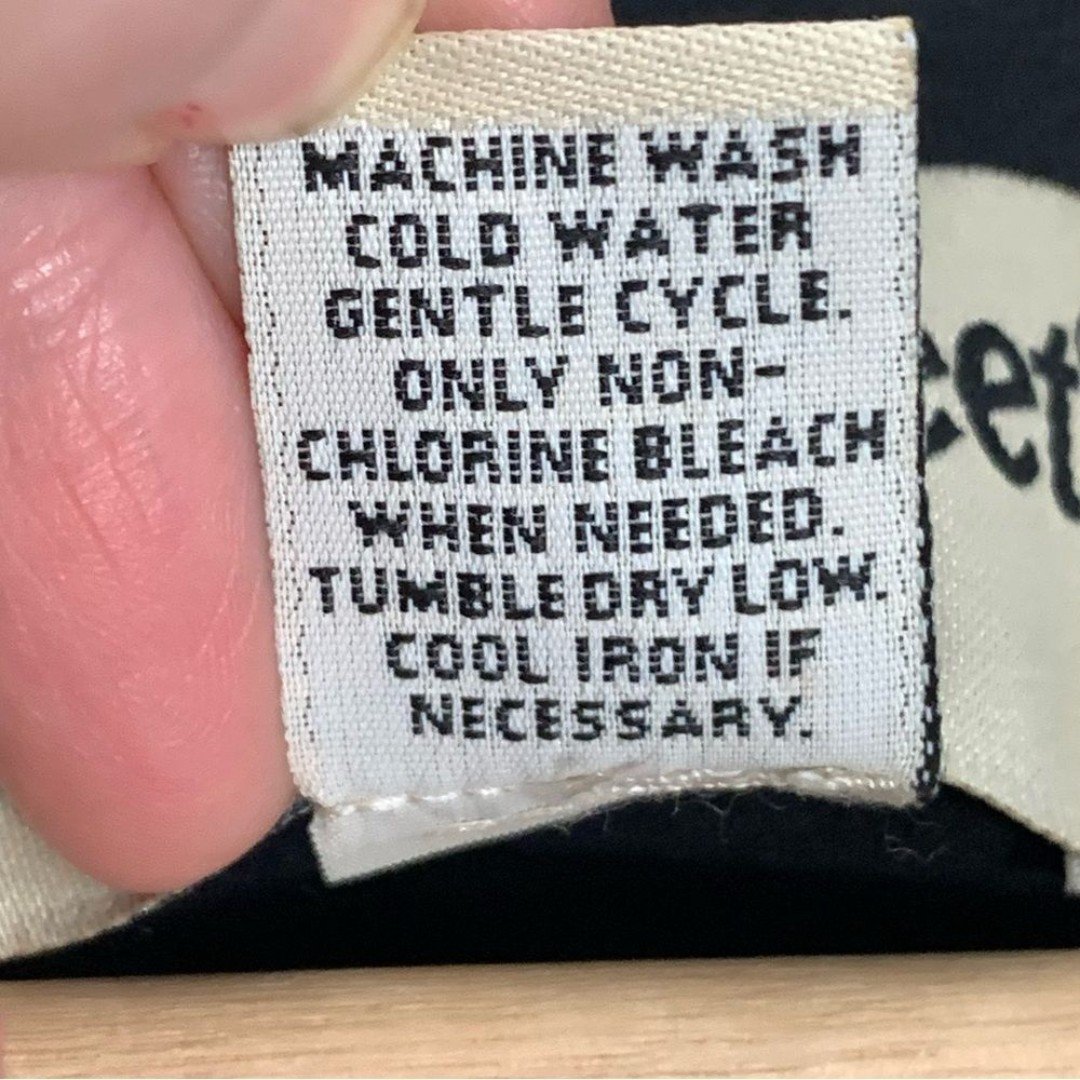 MACHINE WASH
COLD WATER
GENTLE CYCLE.
ONLY NON-
CHLORINE BLEACH
WHEN NEEDED.
TUMBLE DRY LOW.
COOL IRON IF
NECESSARY.